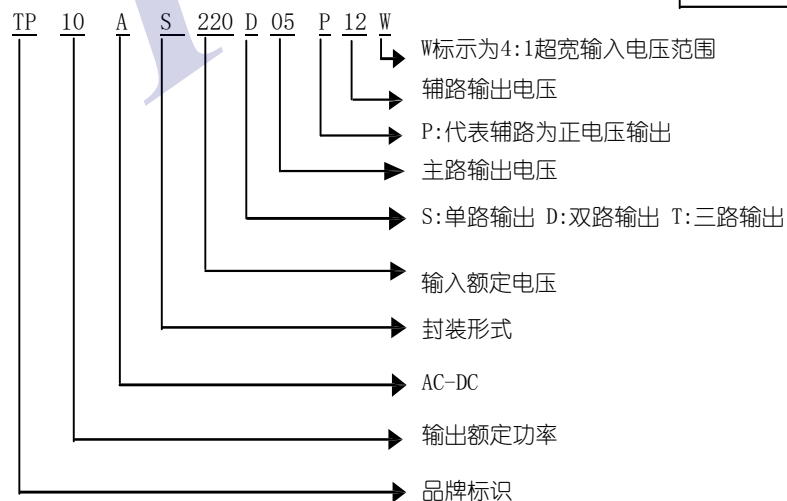 TP 10 A S 220 D 05 P 12 W
W标示为4:1超宽输入电压范围
辅路输出电压
P:代表辅路为正电压输出
主路输出电压
S:单路输出 D:双路输出 T:三路输出
输入额定电压
封装形式
AC-DC
输出额定功率
品牌标识